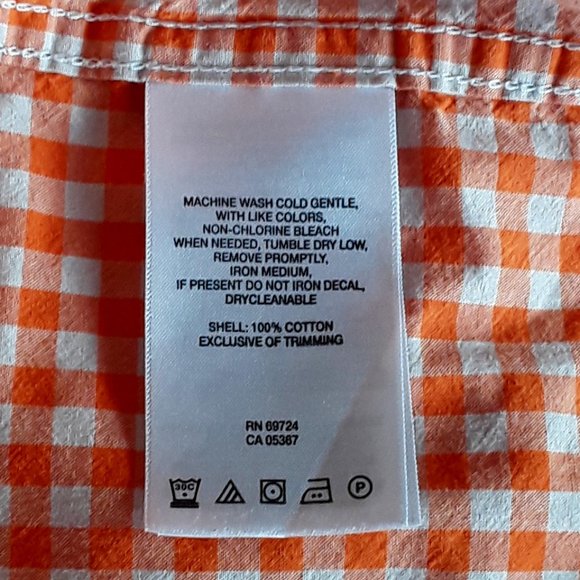 MACHINE WASH COLD GENTLE,
WITH LIKE COLORS,
NON-CHLORINE BLEACH
WHEN NEEDED, TUMBLE DRY LOW,
REMOVE PROMPTLY,
IRON MEDIUM,
IF PRESENT DO NOT IRON DECAL,
DRYCLEANABLE
SHELL: 100% COTTON
EXCLUSIVE OF TRIMMING
RN 69724
CA 05367
30C P